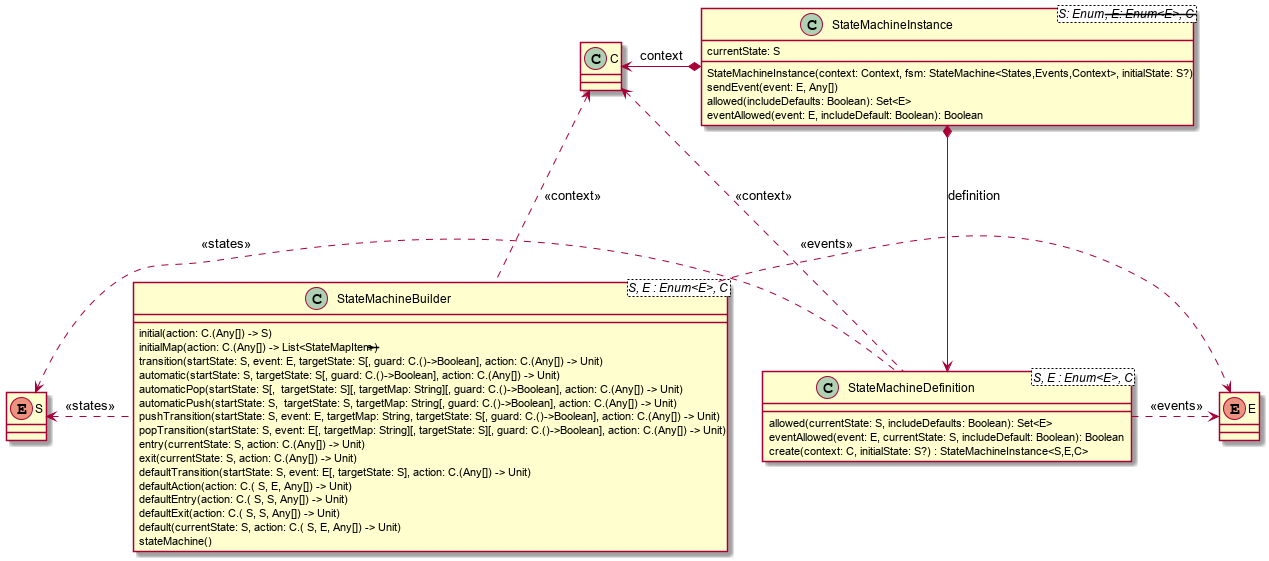 S: Enum, E: Enum<E>, C
C StateMachineInstance
currentState: S
StateMachineInstance(context: Context, fsm: StateMachine<States,Events,Context>, initialState: S?)
sendEvent(event: E, Any[])
allowed(includeDefaults: Boolean): Set<E>
eventAllowed(event: E, includeDefault: Boolean): Boolean
C C
context
«context»
«context»
definition
«states»
«events»
S, E : Enum<E>, C
C StateMachineBuilder
initial(action: C.(Any[]) -> S)
initialMap(action: C.(Any[]) -> List<StateMapItem>)
transition(startState: S, event: E, targetState: S[, guard: C.()->Boolean], action: C.(Any[]) -> Unit)
automatic(startState: S, targetState: S[, guard: C.()->Boolean], action: C.(Any[]) -> Unit)
automaticPop(startState: S[,  targetState: S][, targetMap: String][, guard: C.()->Boolean], action: C.(Any[]) -> Unit)
automaticPush(startState: S,  targetState: S, targetMap: String[, guard: C.()->Boolean], action: C.(Any[]) -> Unit)
pushTransition(startState: S, event: E, targetMap: String, targetState: S[, guard: C.()->Boolean], action: C.(Any[]) -> Unit)
popTransition(startState: S, event: E[, targetMap: String][, targetState: S][, guard: C.()->Boolean], action: C.(Any[]) -> Unit)
entry(currentState: S, action: C.(Any[]) -> Unit)
exit(currentState: S, action: C.(Any[]) -> Unit)
defaultTransition(startState: S, event: E[, targetState: S], action: C.(Any[]) -> Unit)
defaultAction(action: C.( S, E, Any[]) -> Unit)
defaultEntry(action: C.( S, S, Any[]) -> Unit)
defaultExit(action: C.( S, S, Any[]) -> Unit)
default(currentState: S, action: C.( S, E, Any[]) -> Unit)
stateMachine()
E S
«states»
S, E : Enum<E>, C
C StateMachineDefinition
allowed(currentState: S, includeDefaults: Boolean): Set<E>
eventAllowed(event: E, currentState: S, includeDefault: Boolean): Boolean
create(context: C, initialState: S?) : StateMachineInstance<S,E,C>
«events»
E E